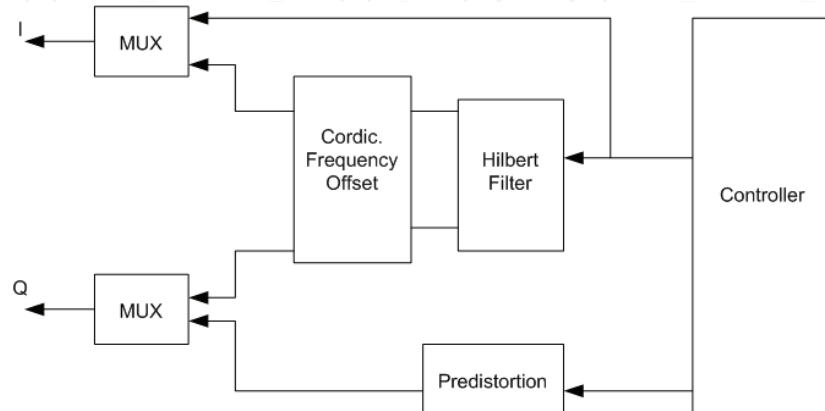 I
MUX
Cordic.
Frequency
Offset
Hilbert
Filter
Controller
Q
MUX
Predistortion